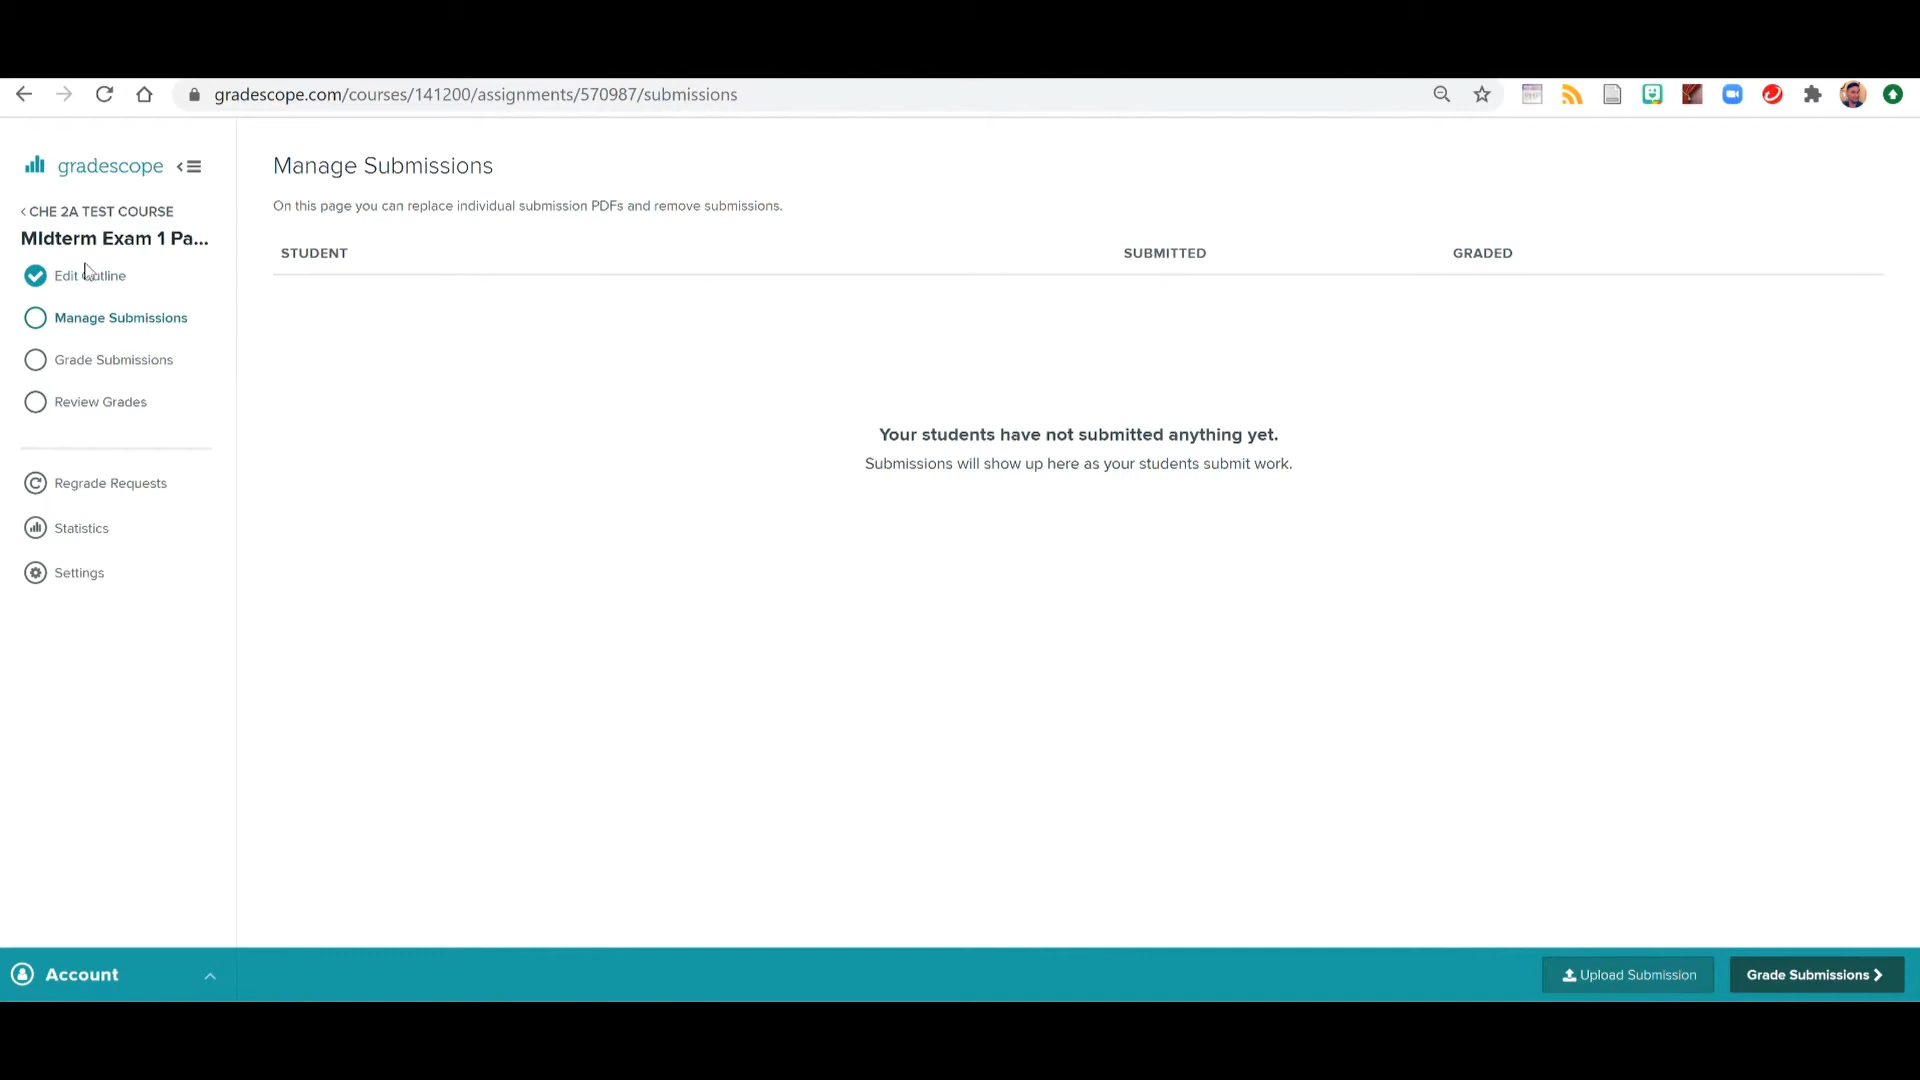 gradescope.com/courses/141200/assignments/570987/submissions
gradescope
CHE 2A TEST COURSE
MIdterm Exam 1 Pa...
Edit Outline
Manage Submissions
Grade Submissions
Review Grades
Regrade Requests
Statistics
Settings
Manage Submissions
On this page you can replace individual submission PDFs and remove submissions.
STUDENT SUBMITTED GRADED
Your students have not submitted anything yet.
Submissions will show up here as your students submit work.
Account
Upload Submission
Grade Submissions